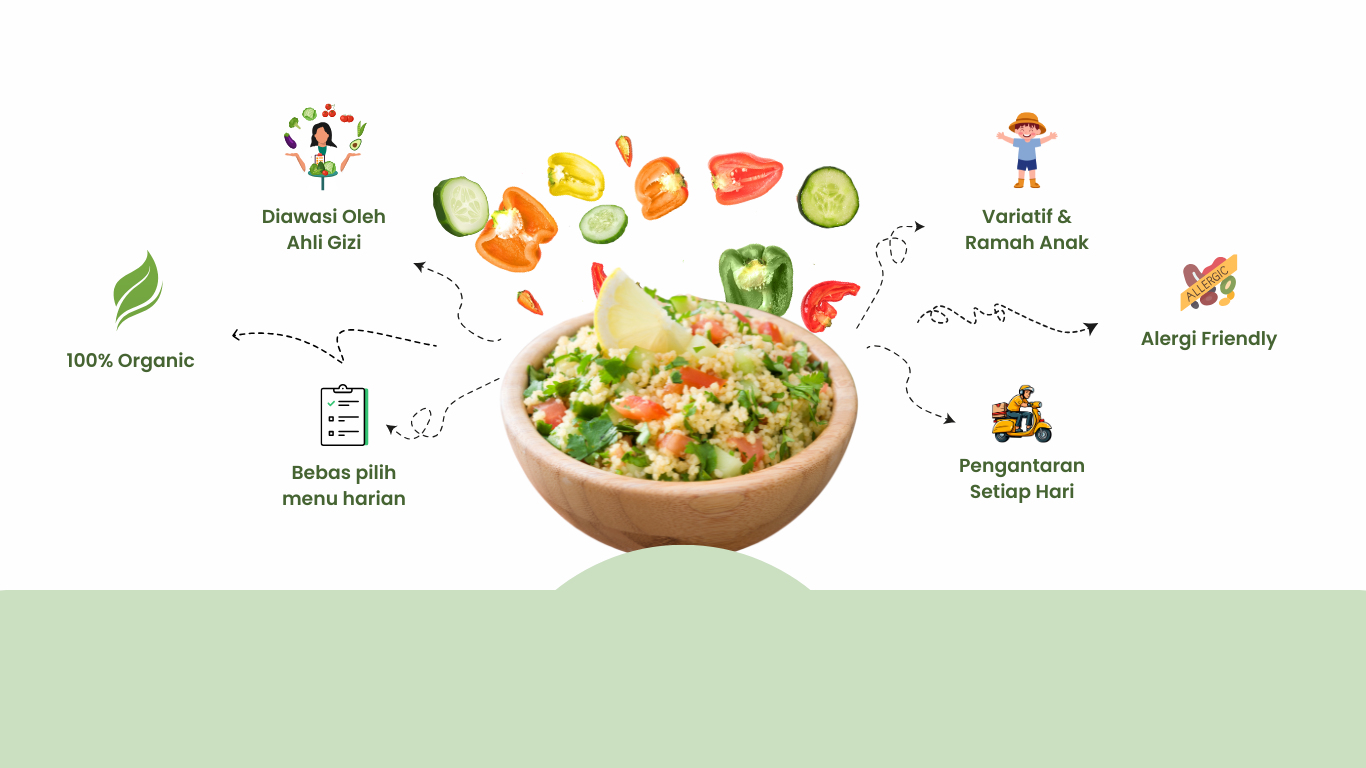 Diawasi Oleh
Ahli Gizi
Variatif &
Ramah Anak
100% Organic
ALLERGIC
Alergi Friendly
Bebas pilih
menu harian
Pengantaran
Setiap Hari